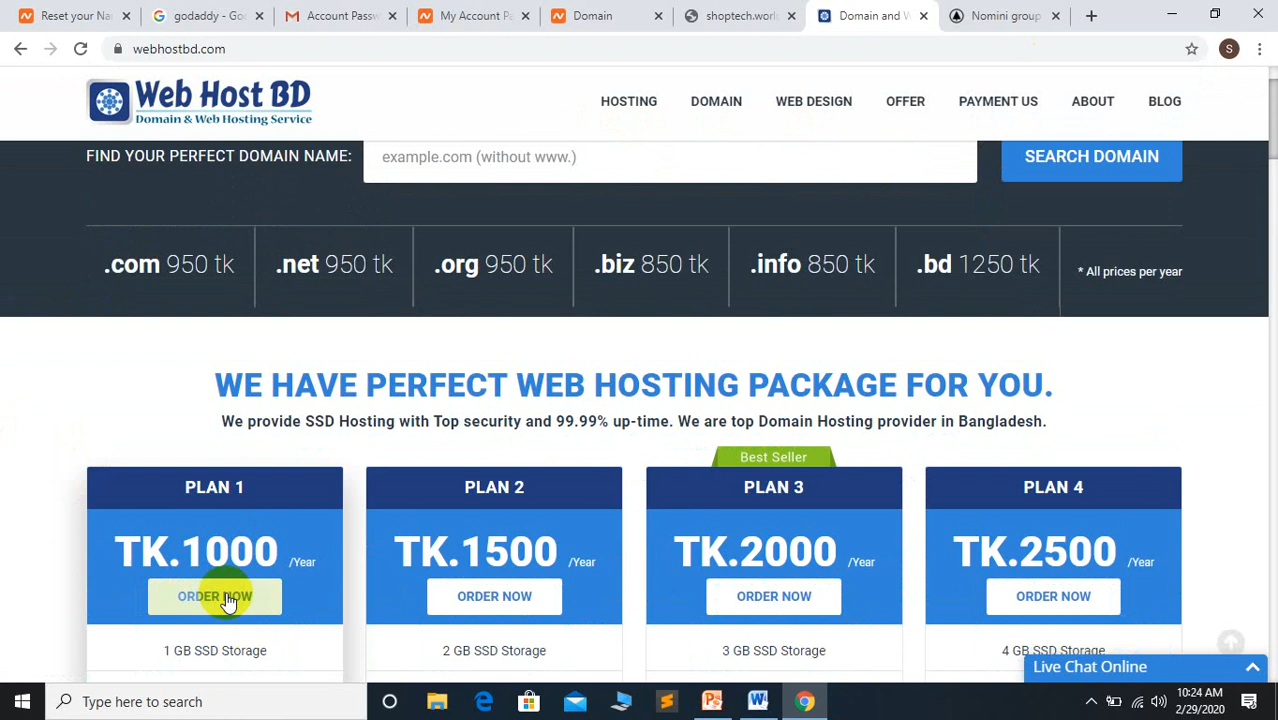 Reset your Na
godaddy - Goo
Account Passw
My Account Pa
Domain
shoptech.worl
Domain and W
Nomini group
webhostbd.com
S
Web Host BD
Domain & Web Hosting Service
HOSTING DOMAIN WEB DESIGN OFFER PAYMENT US ABOUT BLOG
FIND YOUR PERFECT DOMAIN NAME: example.com (without www.) SEARCH DOMAIN
.com 950 tk .net 950 tk .org 950 tk .biz 850 tk .info 850 tk .bd 1250 tk * All prices per year
WE HAVE PERFECT WEB HOSTING PACKAGE FOR YOU.
We provide SSD Hosting with Top security and 99.99% up-time. We are top Domain Hosting provider in Bangladesh.
Best Seller
PLAN 1 PLAN 2 PLAN 3 PLAN 4
TK.1000 /Year TK.1500 /Year TK.2000 /Year TK.2500 /Year
ORDER NOW ORDER NOW ORDER NOW ORDER NOW
1 GB SSD Storage 2 GB SSD Storage 3 GB SSD Storage 4 GB SSD Storage
Live Chat Online
Type here to search
10:24 AM
2/29/2020